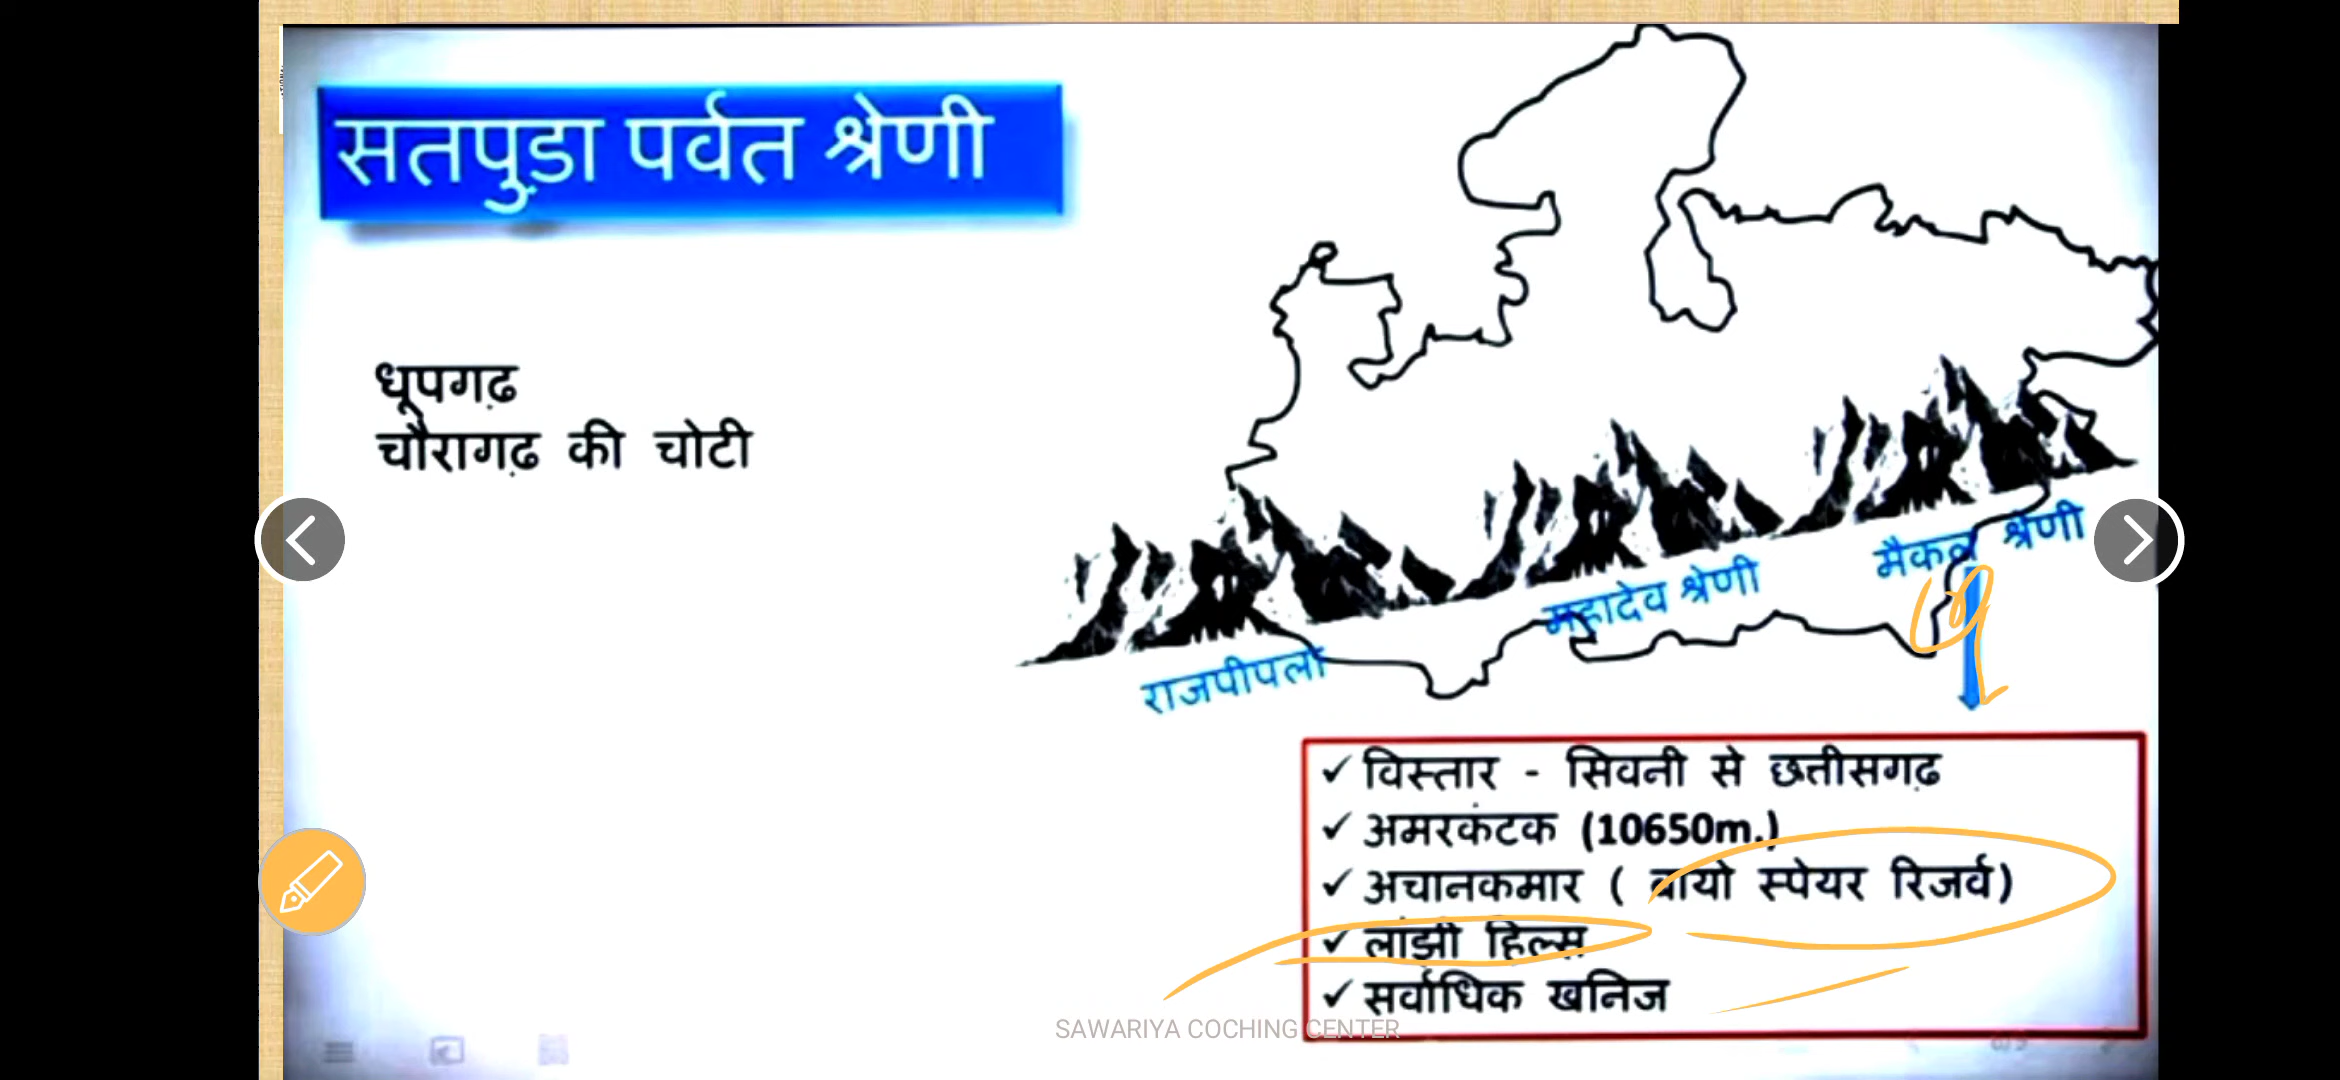 सतपुडा पर्वत श्रेणी
धूपगढ़
चौरागढ़ की चोटी
मैकल श्रेणी
महादेव श्रेणी
राजपीपला
✓ विस्तार - सिवनी से छत्तीसगढ़
✓ अमरकंटक (10650m.)
✓ अचानकमार ( बायो स्पेयर रिजर्व)
✓ लांझी हिल्स
✓ सर्वाधिक खनिज
SAWARIYA COCHING CENTER